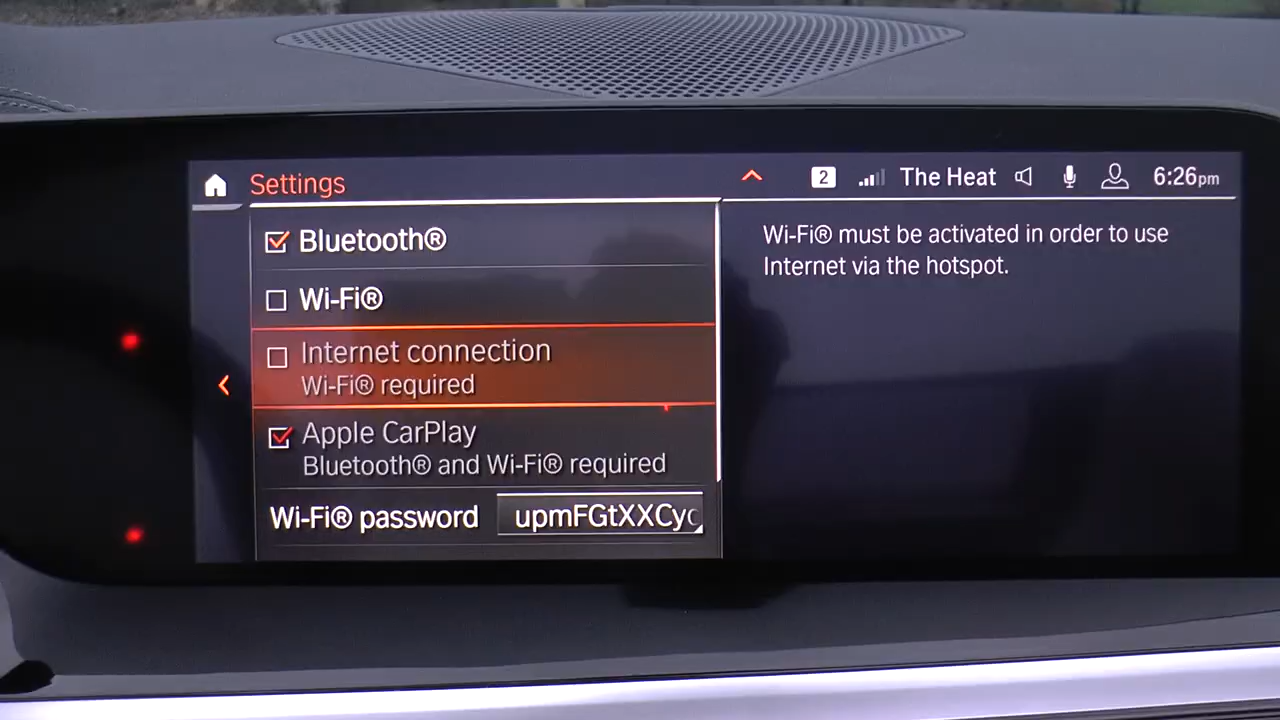 Settings
2
The Heat
6:26pm
Bluetooth®
Wi-Fi®
Internet connection
Wi-Fi® required
Apple CarPlay
Bluetooth® and Wi-Fi® required
Wi-Fi® password upmFGtXXCyc
Wi-Fi® must be activated in order to use
Internet via the hotspot.